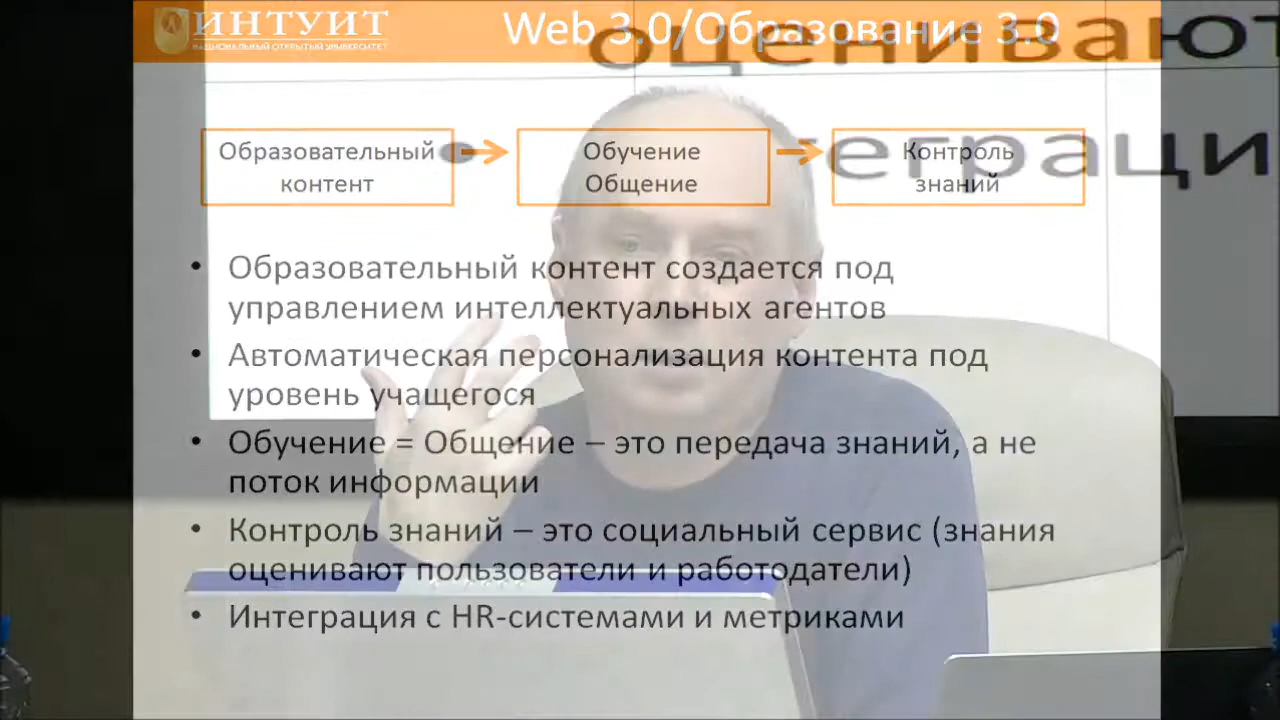 ИНТУИТ
НАЦИОНАЛЬНЫЙ ОТКРЫТЫЙ УНИВЕРСИТЕТ
Web 3.0/Образование 3.0
оценивают
теграци
Образовательный
контент
Обучение
Общение
Контроль
знаний
• Образовательный контент создается под
управлением интеллектуальных агентов
• Автоматическая персонализация контента под
уровень учащегося
• Обучение = Общение – это передача знаний, а не
поток информации
• Контроль знаний – это социальный сервис (знания
оценивают пользователи и работодатели)
• Интеграция с HR-системами и метриками